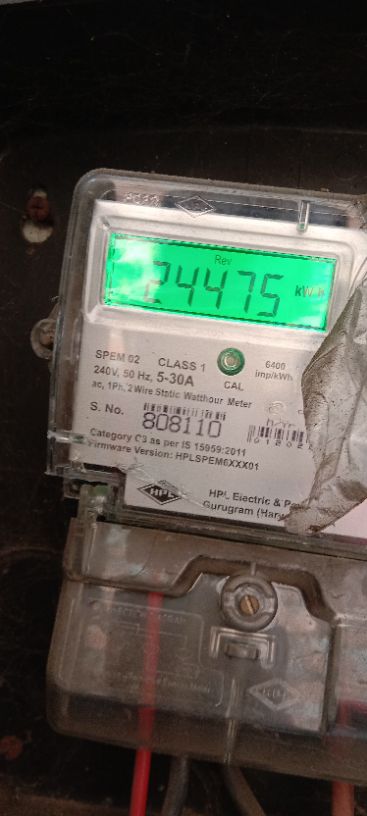 Rev
24475 kWh
SPEM 02 CLASS 1
6400
imp/kWh
240V, 50 Hz, 5-30A
CAL
ac, 1Ph, 2 Wire Static Watthour Meter
S. No.
808110
Category C3 as per IS 15959:2011
Firmware Version: HPLSPEM6XXX01
HPL
HPL Electric & P
Gurugram (Hary